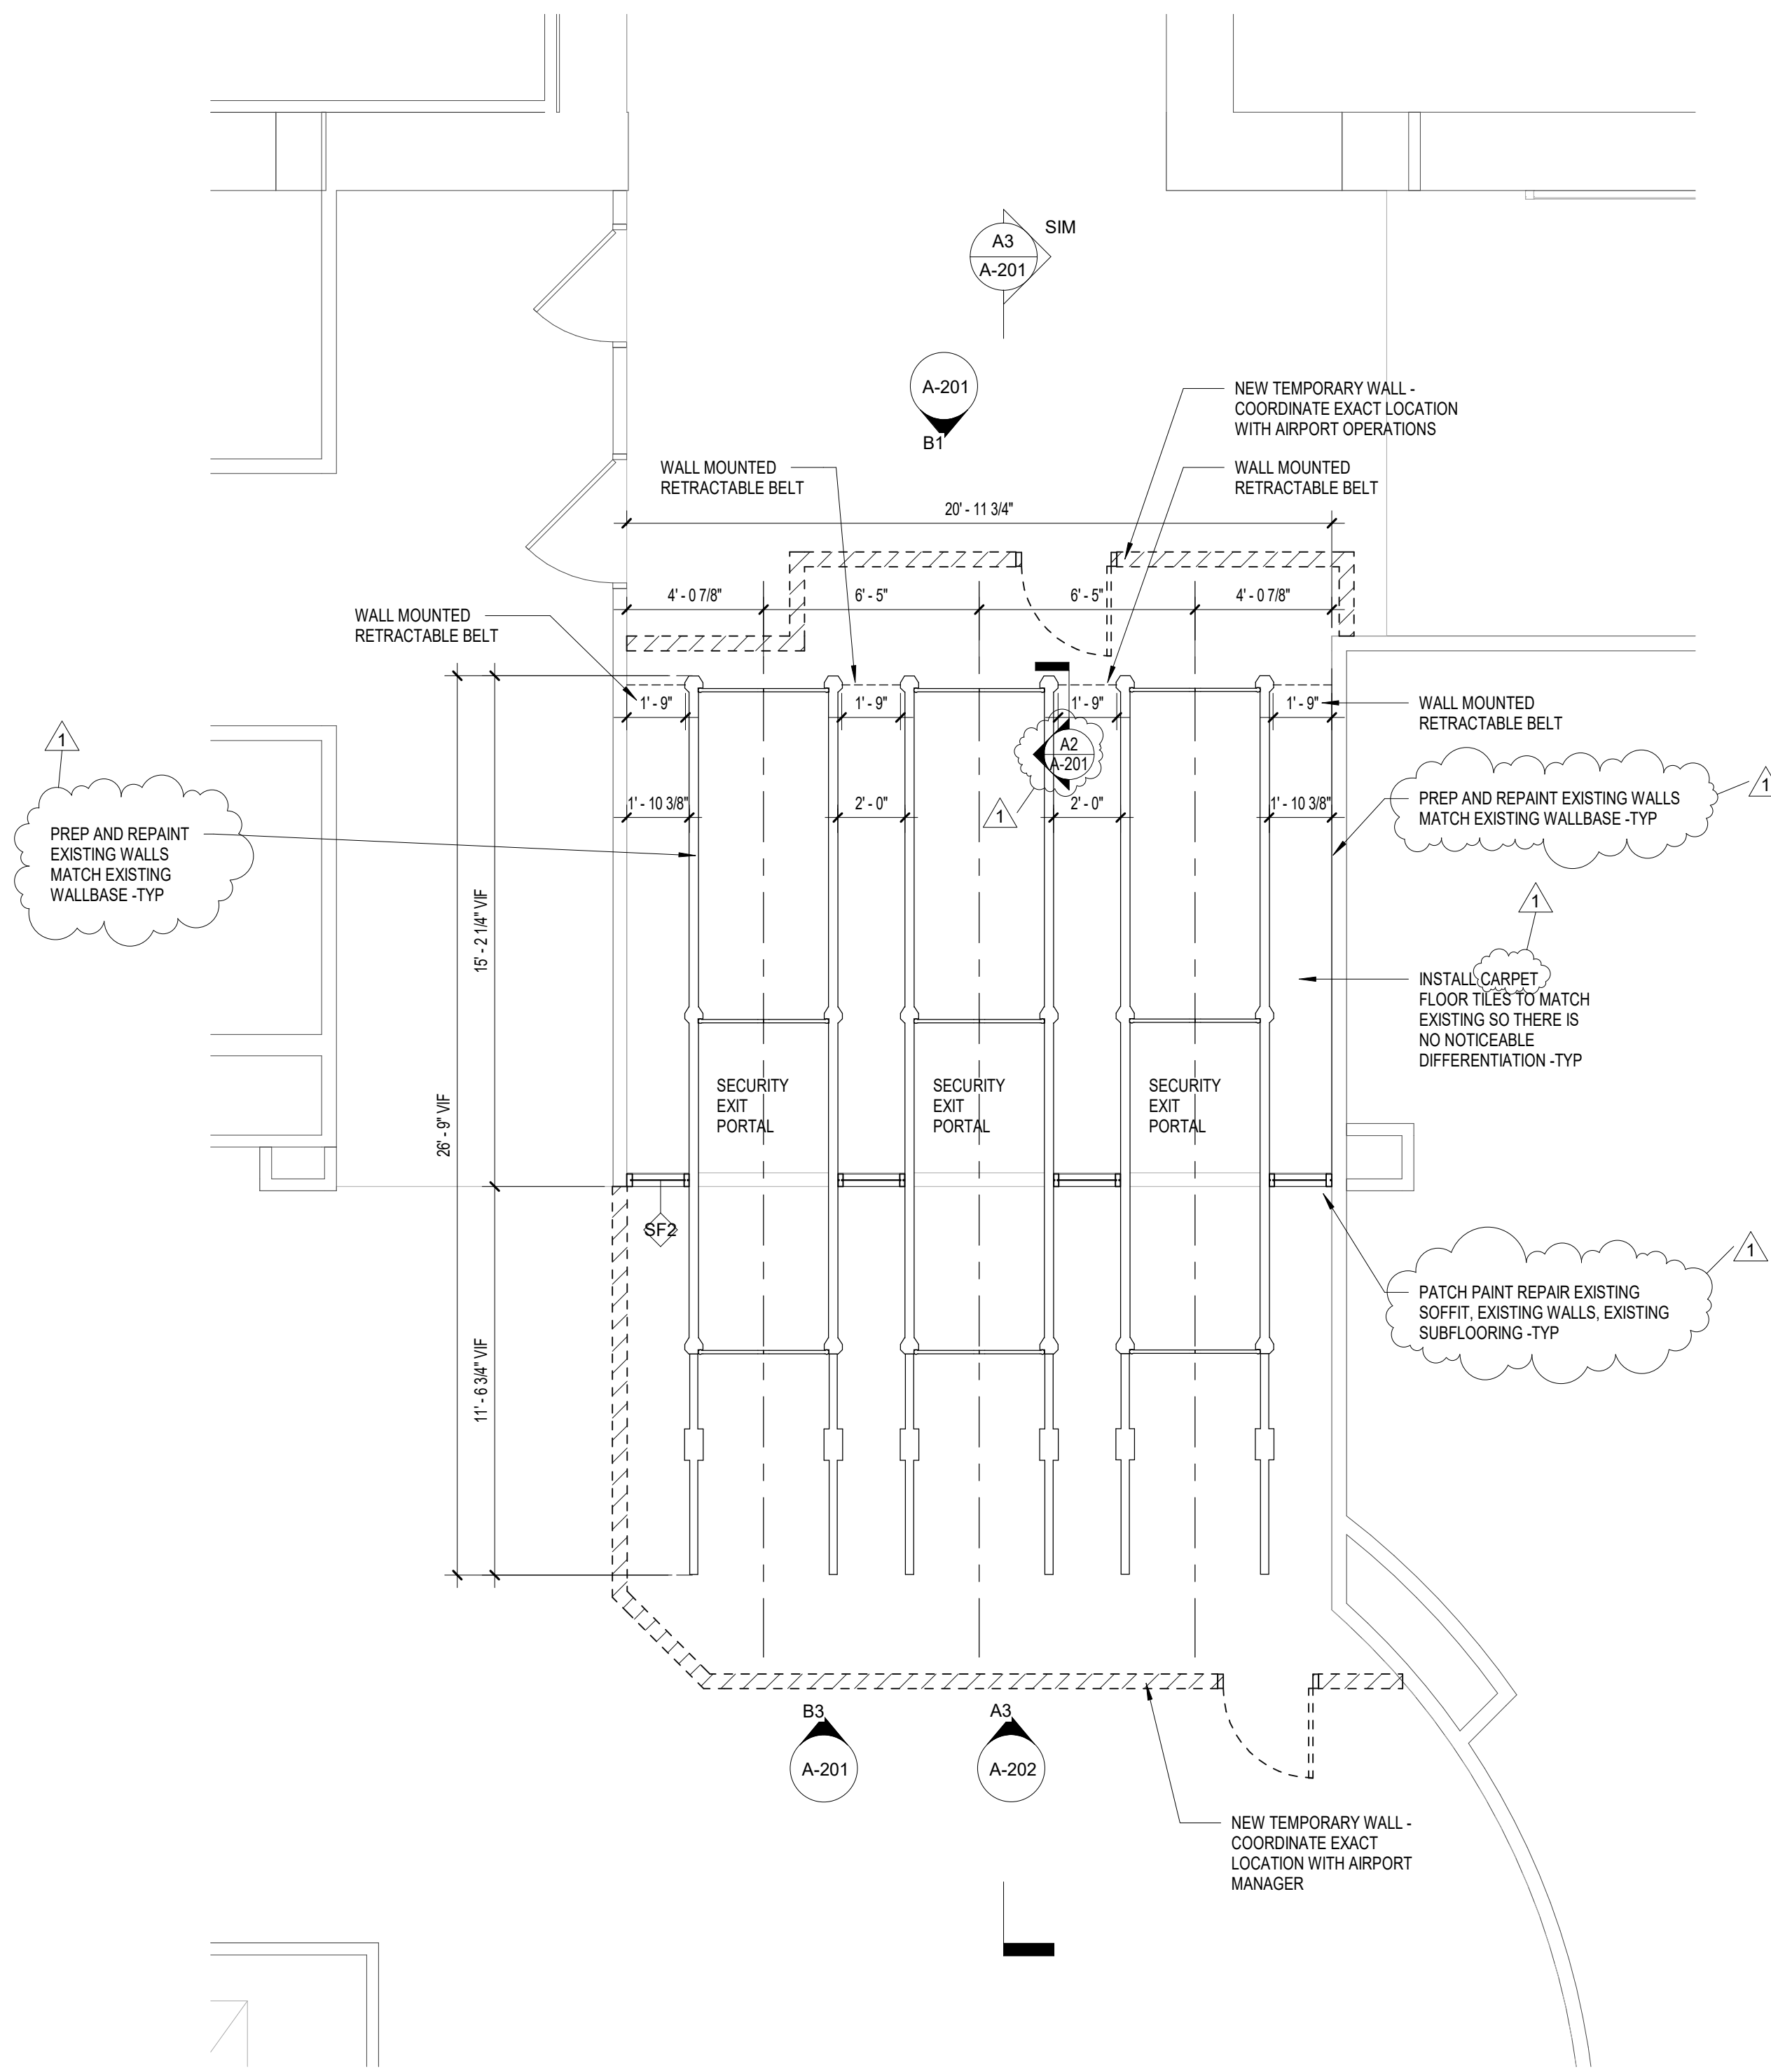 SIM
A3
A-201
A-201
B1
NEW TEMPORARY WALL -
COORDINATE EXACT LOCATION
WITH AIRPORT OPERATIONS
WALL MOUNTED
RETRACTABLE BELT
WALL MOUNTED
RETRACTABLE BELT
20' - 11 3/4"
4' - 0 7/8"
6' - 5"
6' - 5"
4' - 0 7/8"
WALL MOUNTED
RETRACTABLE BELT
1' - 9"
1' - 9"
1' - 9"
1' - 9"
WALL MOUNTED
RETRACTABLE BELT
1
A2
A-201
1
1
1' - 10 3/8"
2' - 0"
2' - 0"
1' - 10 3/8"
PREP AND REPAINT EXISTING WALLS
MATCH EXISTING WALLBASE -TYP
PREP AND REPAINT
EXISTING WALLS
MATCH EXISTING
WALLBASE -TYP
1
15' - 2 1/4" VIF
INSTALL CARPET
FLOOR TILES TO MATCH
EXISTING SO THERE IS
NO NOTICEABLE
DIFFERENTIATION -TYP
26' - 9" VIF
SECURITY
EXIT
PORTAL
SECURITY
EXIT
PORTAL
SECURITY
EXIT
PORTAL
SF2
1
PATCH PAINT REPAIR EXISTING
SOFFIT, EXISTING WALLS, EXISTING
SUBFLOORING -TYP
11' - 6 3/4" VIF
B3
A-201
A3
A-202
NEW TEMPORARY WALL -
COORDINATE EXACT
LOCATION WITH AIRPORT
MANAGER